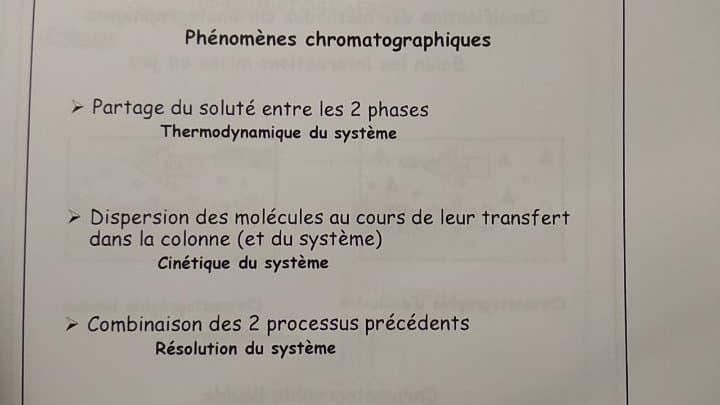 Phénomènes chromatographiques
➢ Partage du soluté entre les 2 phases
Thermodynamique du système
➢ Dispersion des molécules au cours de leur transfert
dans la colonne (et du système)
Cinétique du système
➢ Combinaison des 2 processus précédents
Résolution du système